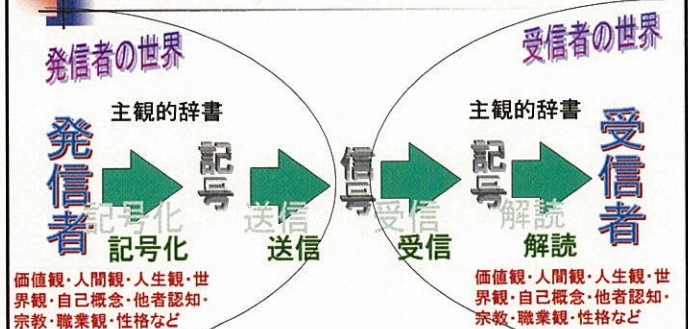 発信者の世界
受信者の世界
主観的辞書
主観的辞書
発信者
記号
信号
記号
受信者
記号化
送信
受信
解読
記号化
送信
受信
解読
価値観・人間観・人生観・世
界観・自己概念・他者認知・
宗教・職業観・性格など
価値観・人間観・人生観・世
界観・自己概念・他者認知・
宗教・職業観・性格など